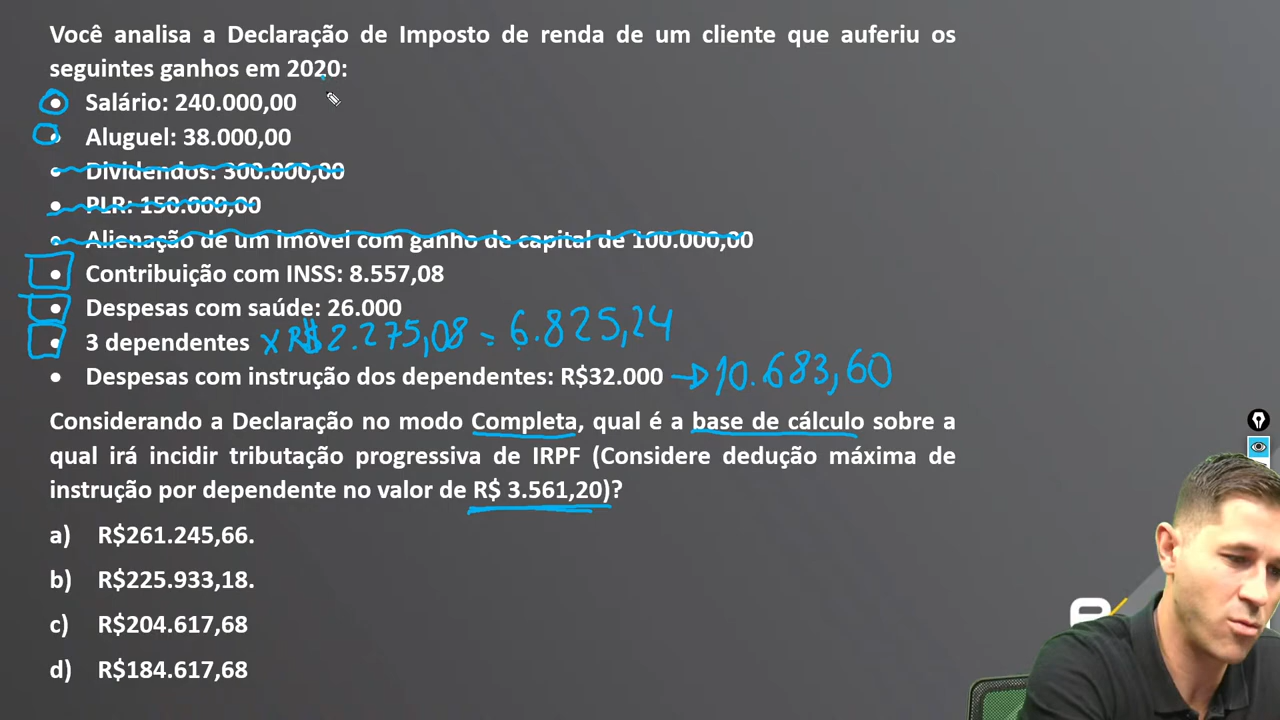 Você analisa a Declaração de Imposto de renda de um cliente que auferiu os
seguintes ganhos em 2020:
• Salário: 240.000,00
• Aluguel: 38.000,00
• Dividendos: 300.000,00
• PLR: 150.000,00
• Alienação de um imóvel com ganho de capital de 100.000,00
• Contribuição com INSS: 8.557,08
• Despesas com saúde: 26.000
• 3 dependentes x R$ 2.275,08 = 6.825,24
• Despesas com instrução dos dependentes: R$32.000 → 10.683,60
Considerando a Declaração no modo Completa, qual é a base de cálculo sobre a
qual irá incidir tributação progressiva de IRPF (Considere dedução máxima de
instrução por dependente no valor de R$ 3.561,20)?
a) R$261.245,66.
b) R$225.933,18.
c) R$204.617,68
d) R$184.617,68